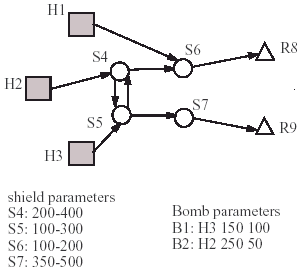 H1
S4
S6
R8
H2
S5
S7
R9
H3
shield parameters
S4: 200-400
S5: 100-300
S6: 100-200
S7: 350-500
Bomb parameters
B1: H3 150 100
B2: H2 250 50